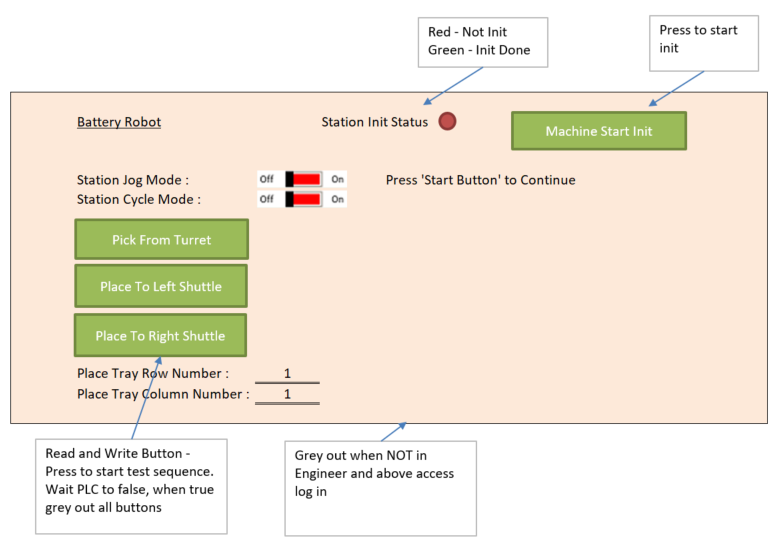 Red - Not Init
Green - Init Done
Press to start
init
Battery Robot
Station Init Status
Machine Start Init
Station Jog Mode :
Off
On
Press 'Start Button' to Continue
Station Cycle Mode :
Off
On
Pick From Turret
Place To Left Shuttle
Place To Right Shuttle
Place Tray Row Number :
1
Place Tray Column Number :
1
Read and Write Button -
Press to start test sequence.
Wait PLC to false, when true
grey out all buttons
Grey out when NOT in
Engineer and above access
log in